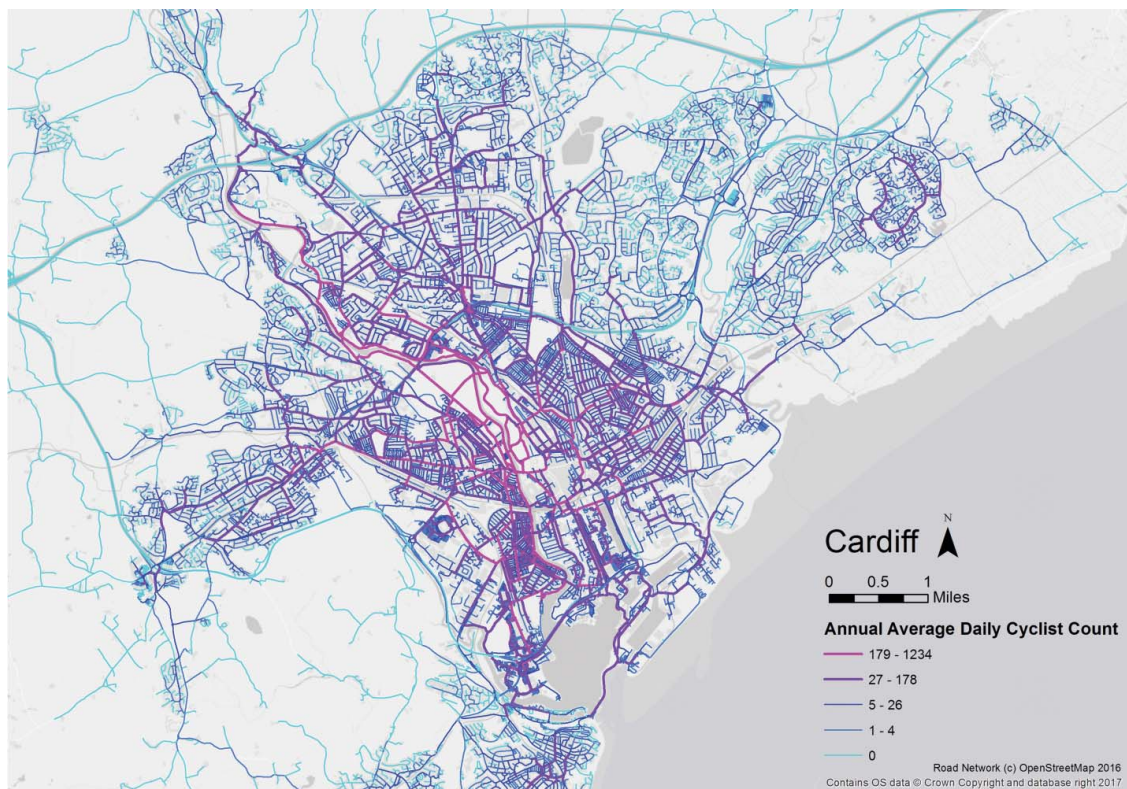 Cardiff
N
0 0.5 1
Miles
Annual Average Daily Cyclist Count
179 - 1234
27 - 178
5 - 26
1 - 4
0
Road Network (c) OpenStreetMap 2016
Contains OS data © Crown Copyright and database right 2017